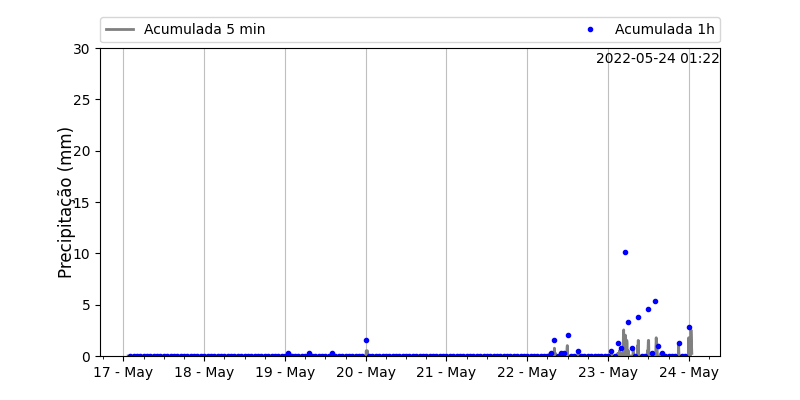 Acumulada 5 min
Acumulada 1h
2022-05-24 01:22
Precipitação (mm)
30
25
20
15
10
5
0
17 - May
18 - May
19 - May
20 - May
21 - May
22 - May
23 - May
24 - May